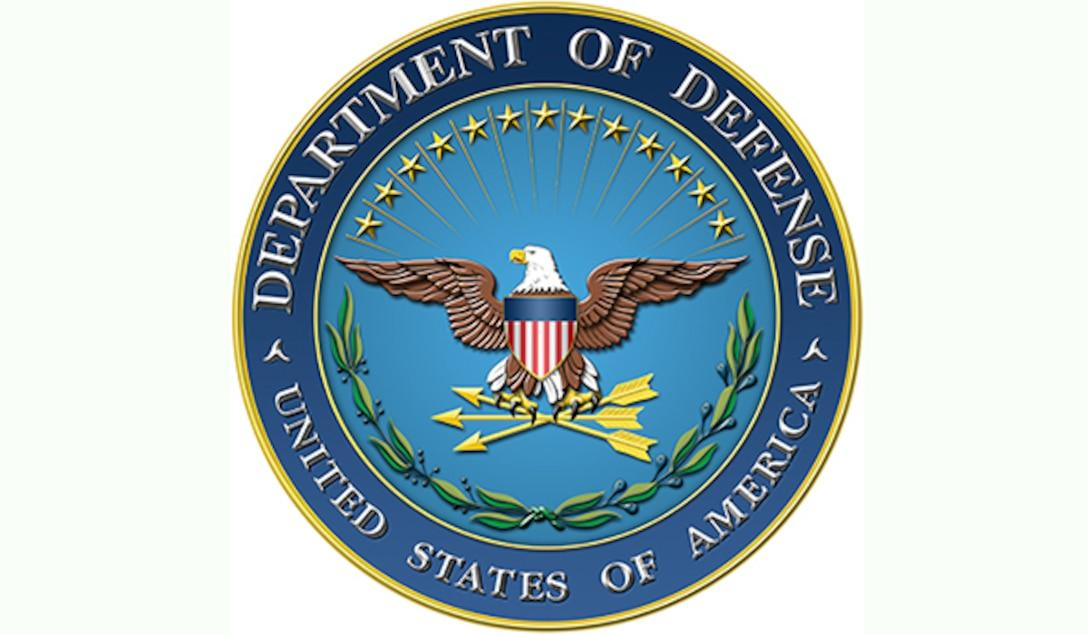 DEPARTMENT OF DEFENSE
UNITED STATES OF AMERICA